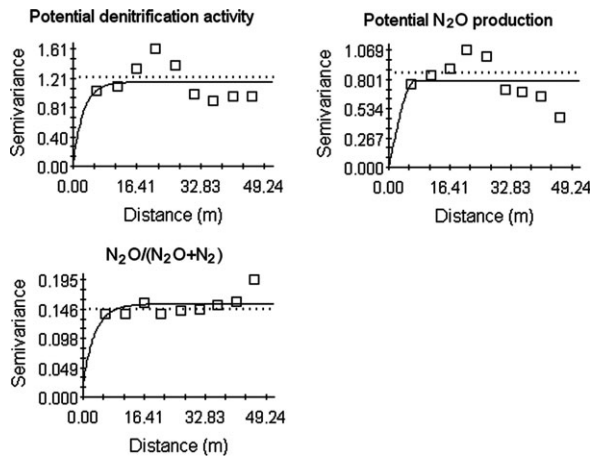 Potential denitrification activity
Semivariance
1.61
1.21
0.81
0.40
0.00
0.00 16.41 32.83 49.24
Distance (m)
Potential N₂O production
Semivariance
1.069
0.801
0.534
0.267
0.000
0.00 16.41 32.83 49.24
Distance (m)
N₂O/(N₂O+N₂)
Semivariance
0.195
0.146
0.098
0.049
0.000
0.00 16.41 32.83 49.24
Distance (m)